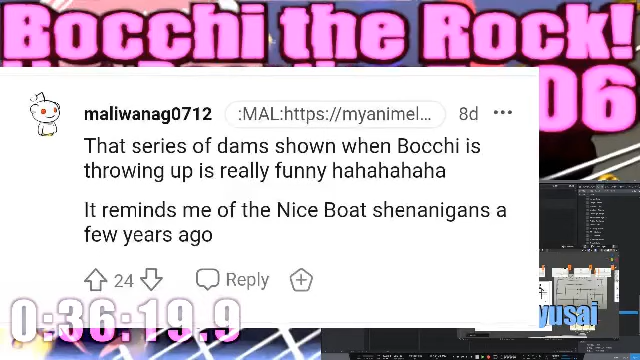 Bocchi the Rock!
06
maliwanag0712 :MAL:https://myanimel... 8d
That series of dams shown when Bocchi is
throwing up is really funny hahahahaha
It reminds me of the Nice Boat shenanigans a
few years ago
24 Reply
yusai
0:36:19.9